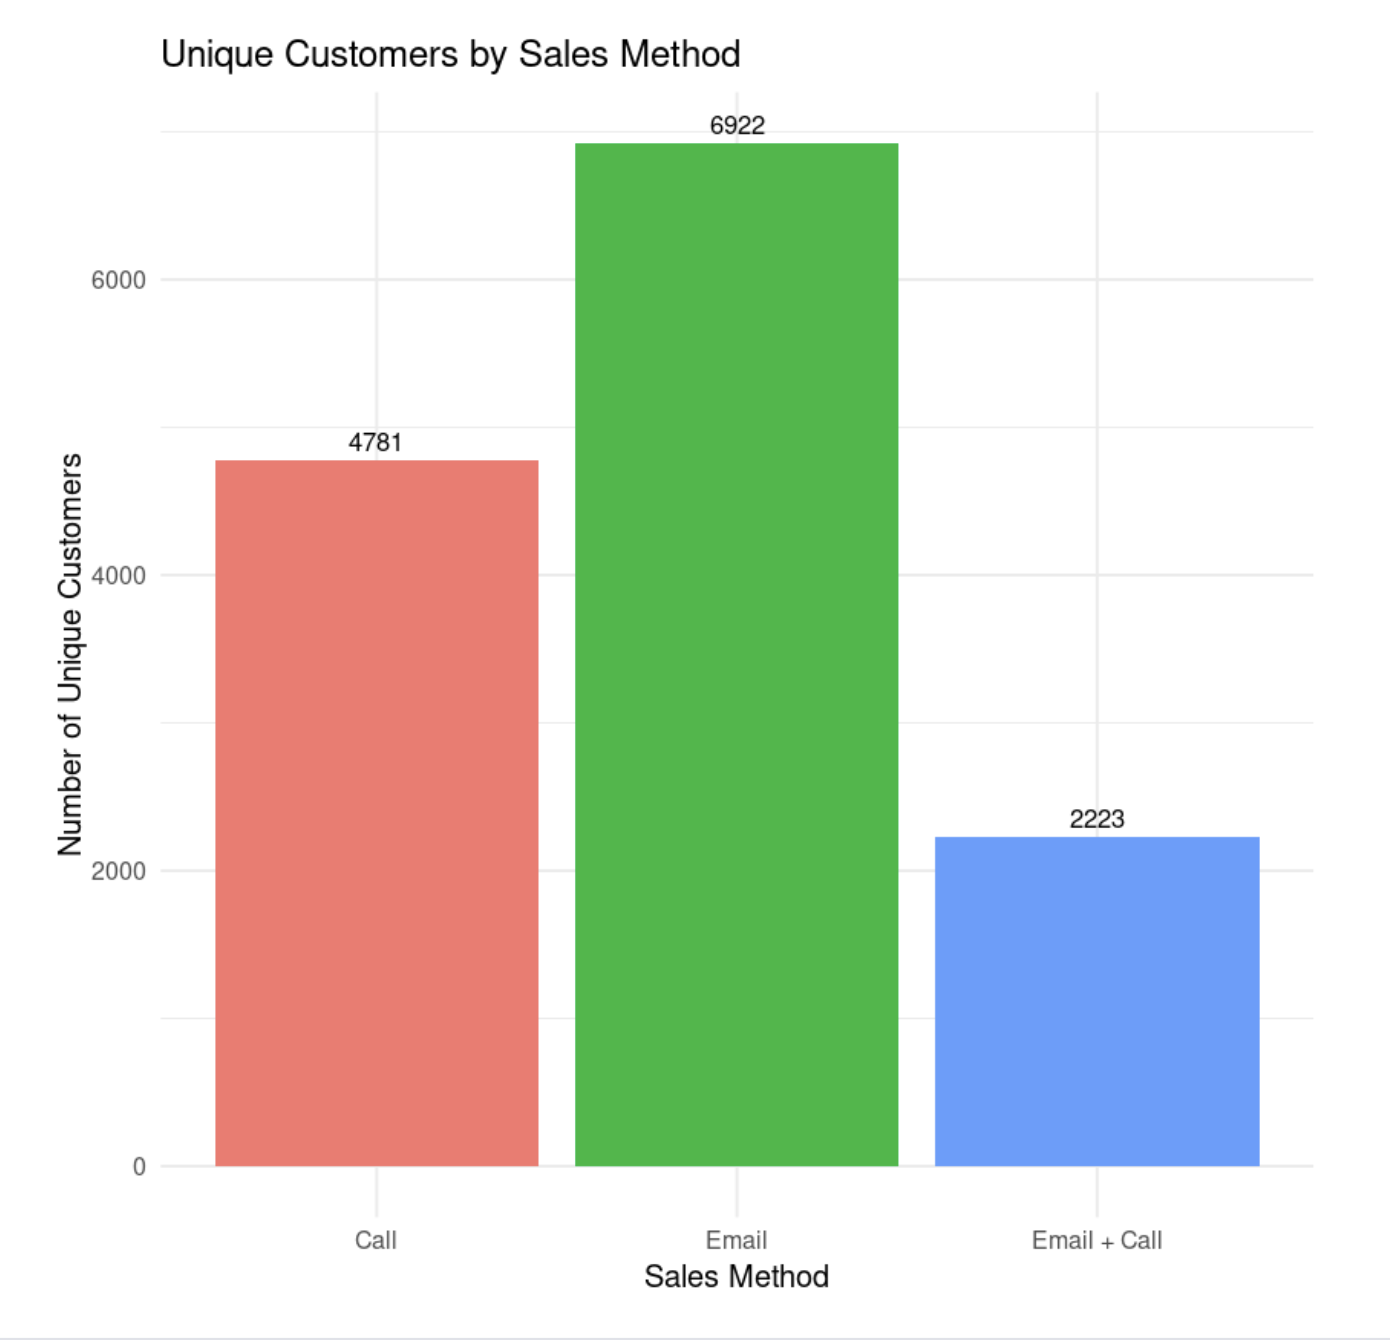 Unique Customers by Sales Method
6922
6000
4781
Number of Unique Customers
4000
2223
2000
0
Call
Email
Email + Call
Sales Method